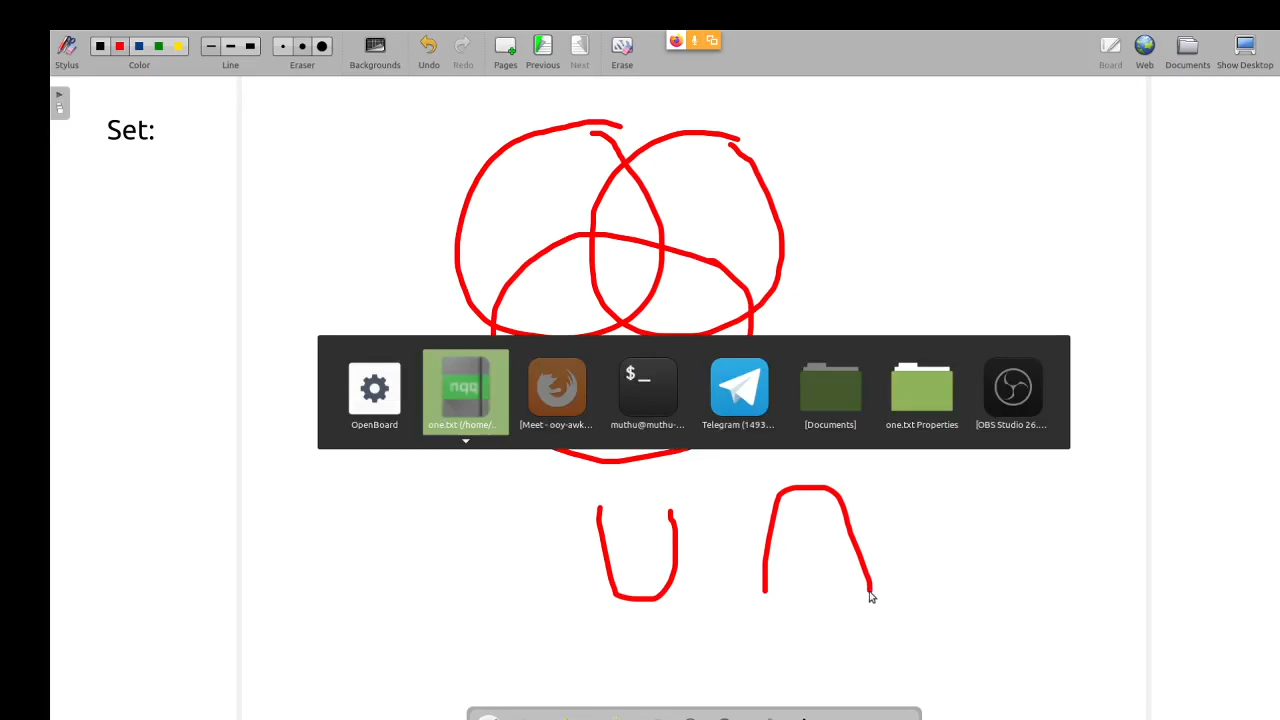 Stylus Color Line Eraser Backgrounds Undo Redo Pages Previous Next Erase Board Web Documents Show Desktop
Set:
nqq
$_
OpenBoard one.txt (/home/.. [Meet - ooy-awk... muthu@muthu-... Telegram (1493... [Documents] one.txt Properties [OBS Studio 26....
U ∩